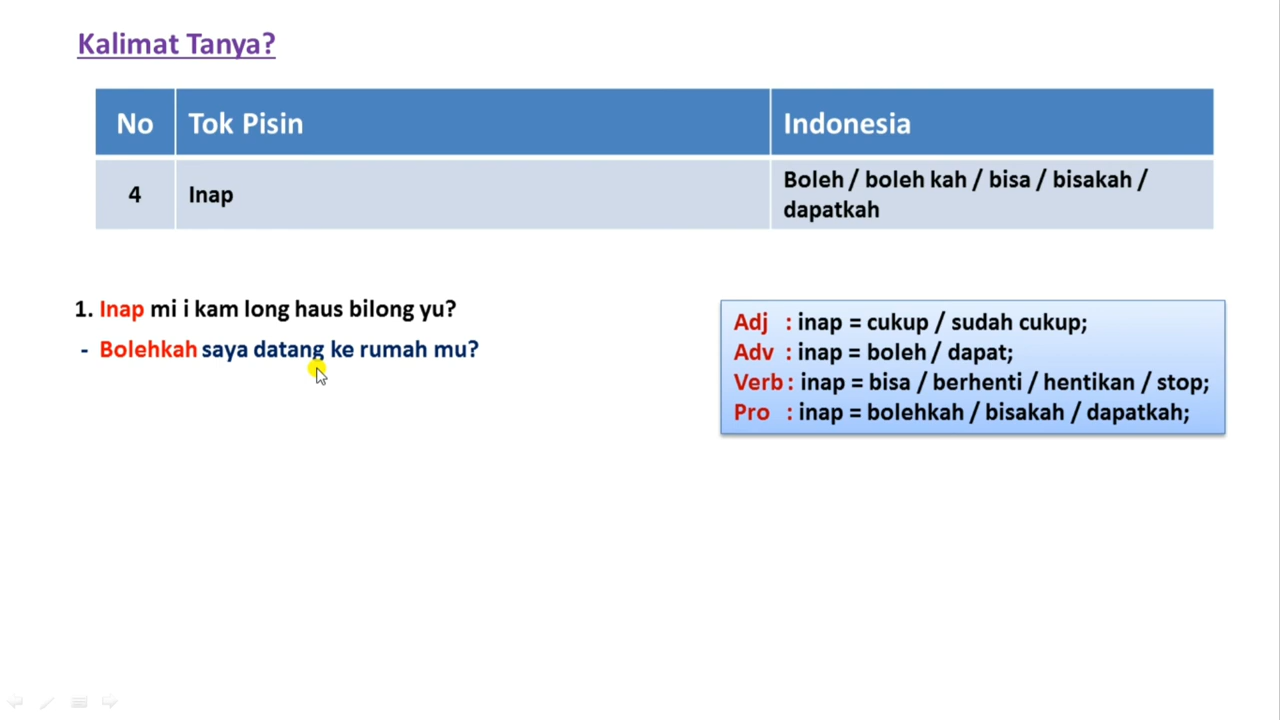 Kalimat Tanya?
No Tok Pisin Indonesia
4 Inap Boleh / boleh kah / bisa / bisakah /
dapatkah
1. Inap mi i kam long haus bilong yu?
- Bolehkah saya datang ke rumah mu?
Adj : inap = cukup / sudah cukup;
Adv : inap = boleh / dapat;
Verb : inap = bisa / berhenti / hentikan / stop;
Pro : inap = bolehkah / bisakah / dapatkah;